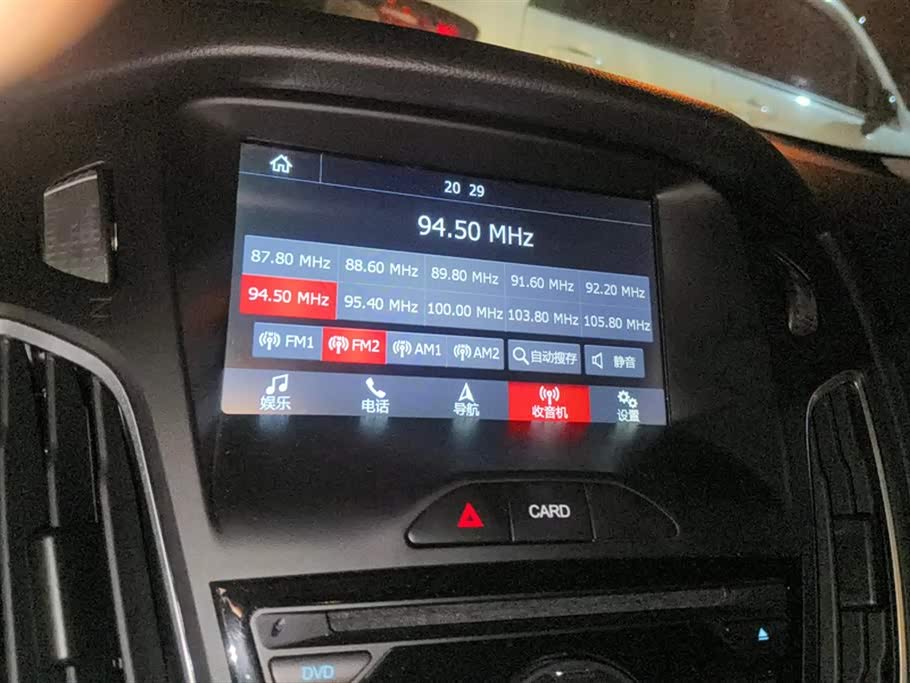 20 29
94.50 MHz
87.80 MHz 88.60 MHz 89.80 MHz 91.60 MHz 92.20 MHz
94.50 MHz 95.40 MHz 100.00 MHz 103.80 MHz 105.80 MHz
FM1 FM2 AM1 AM2 自动搜存 静音
娱乐 电话 导航 收音机 设置
CARD
DVD